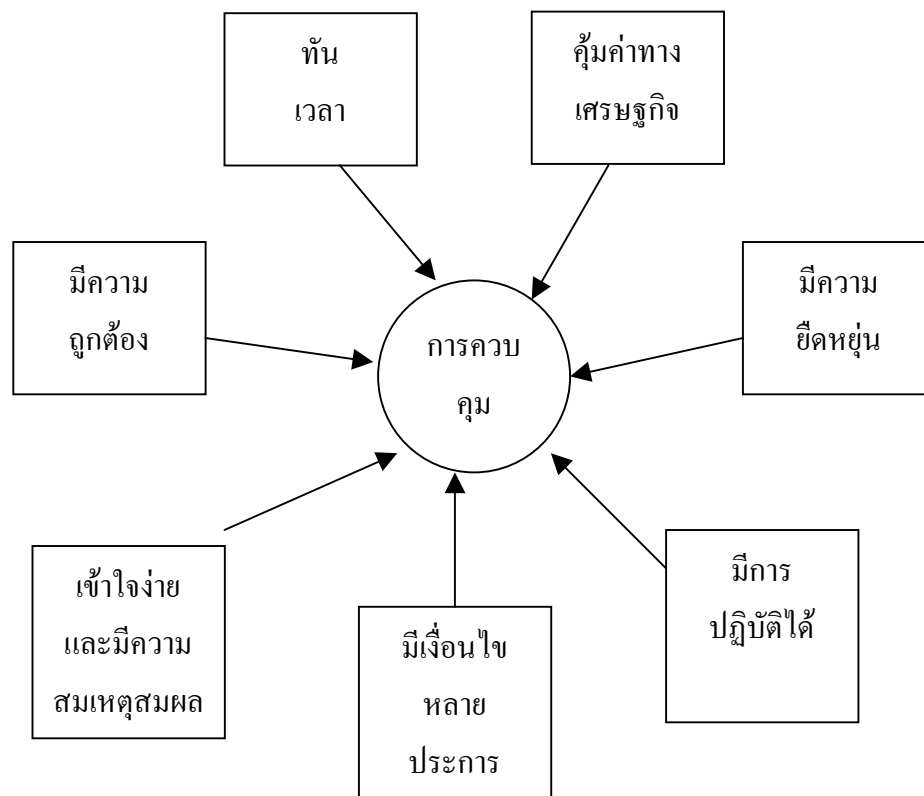 ทัน
เวลา
คุ้มค่าทาง
เศรษฐกิจ
มีความ
ถูกต้อง
การควบ
คุม
มีความ
ยืดหยุ่น
เข้าใจง่าย
และมีความ
สมเหตุสมผล
มีเงื่อนไข
หลาย
ประการ
มีการ
ปฏิบัติได้